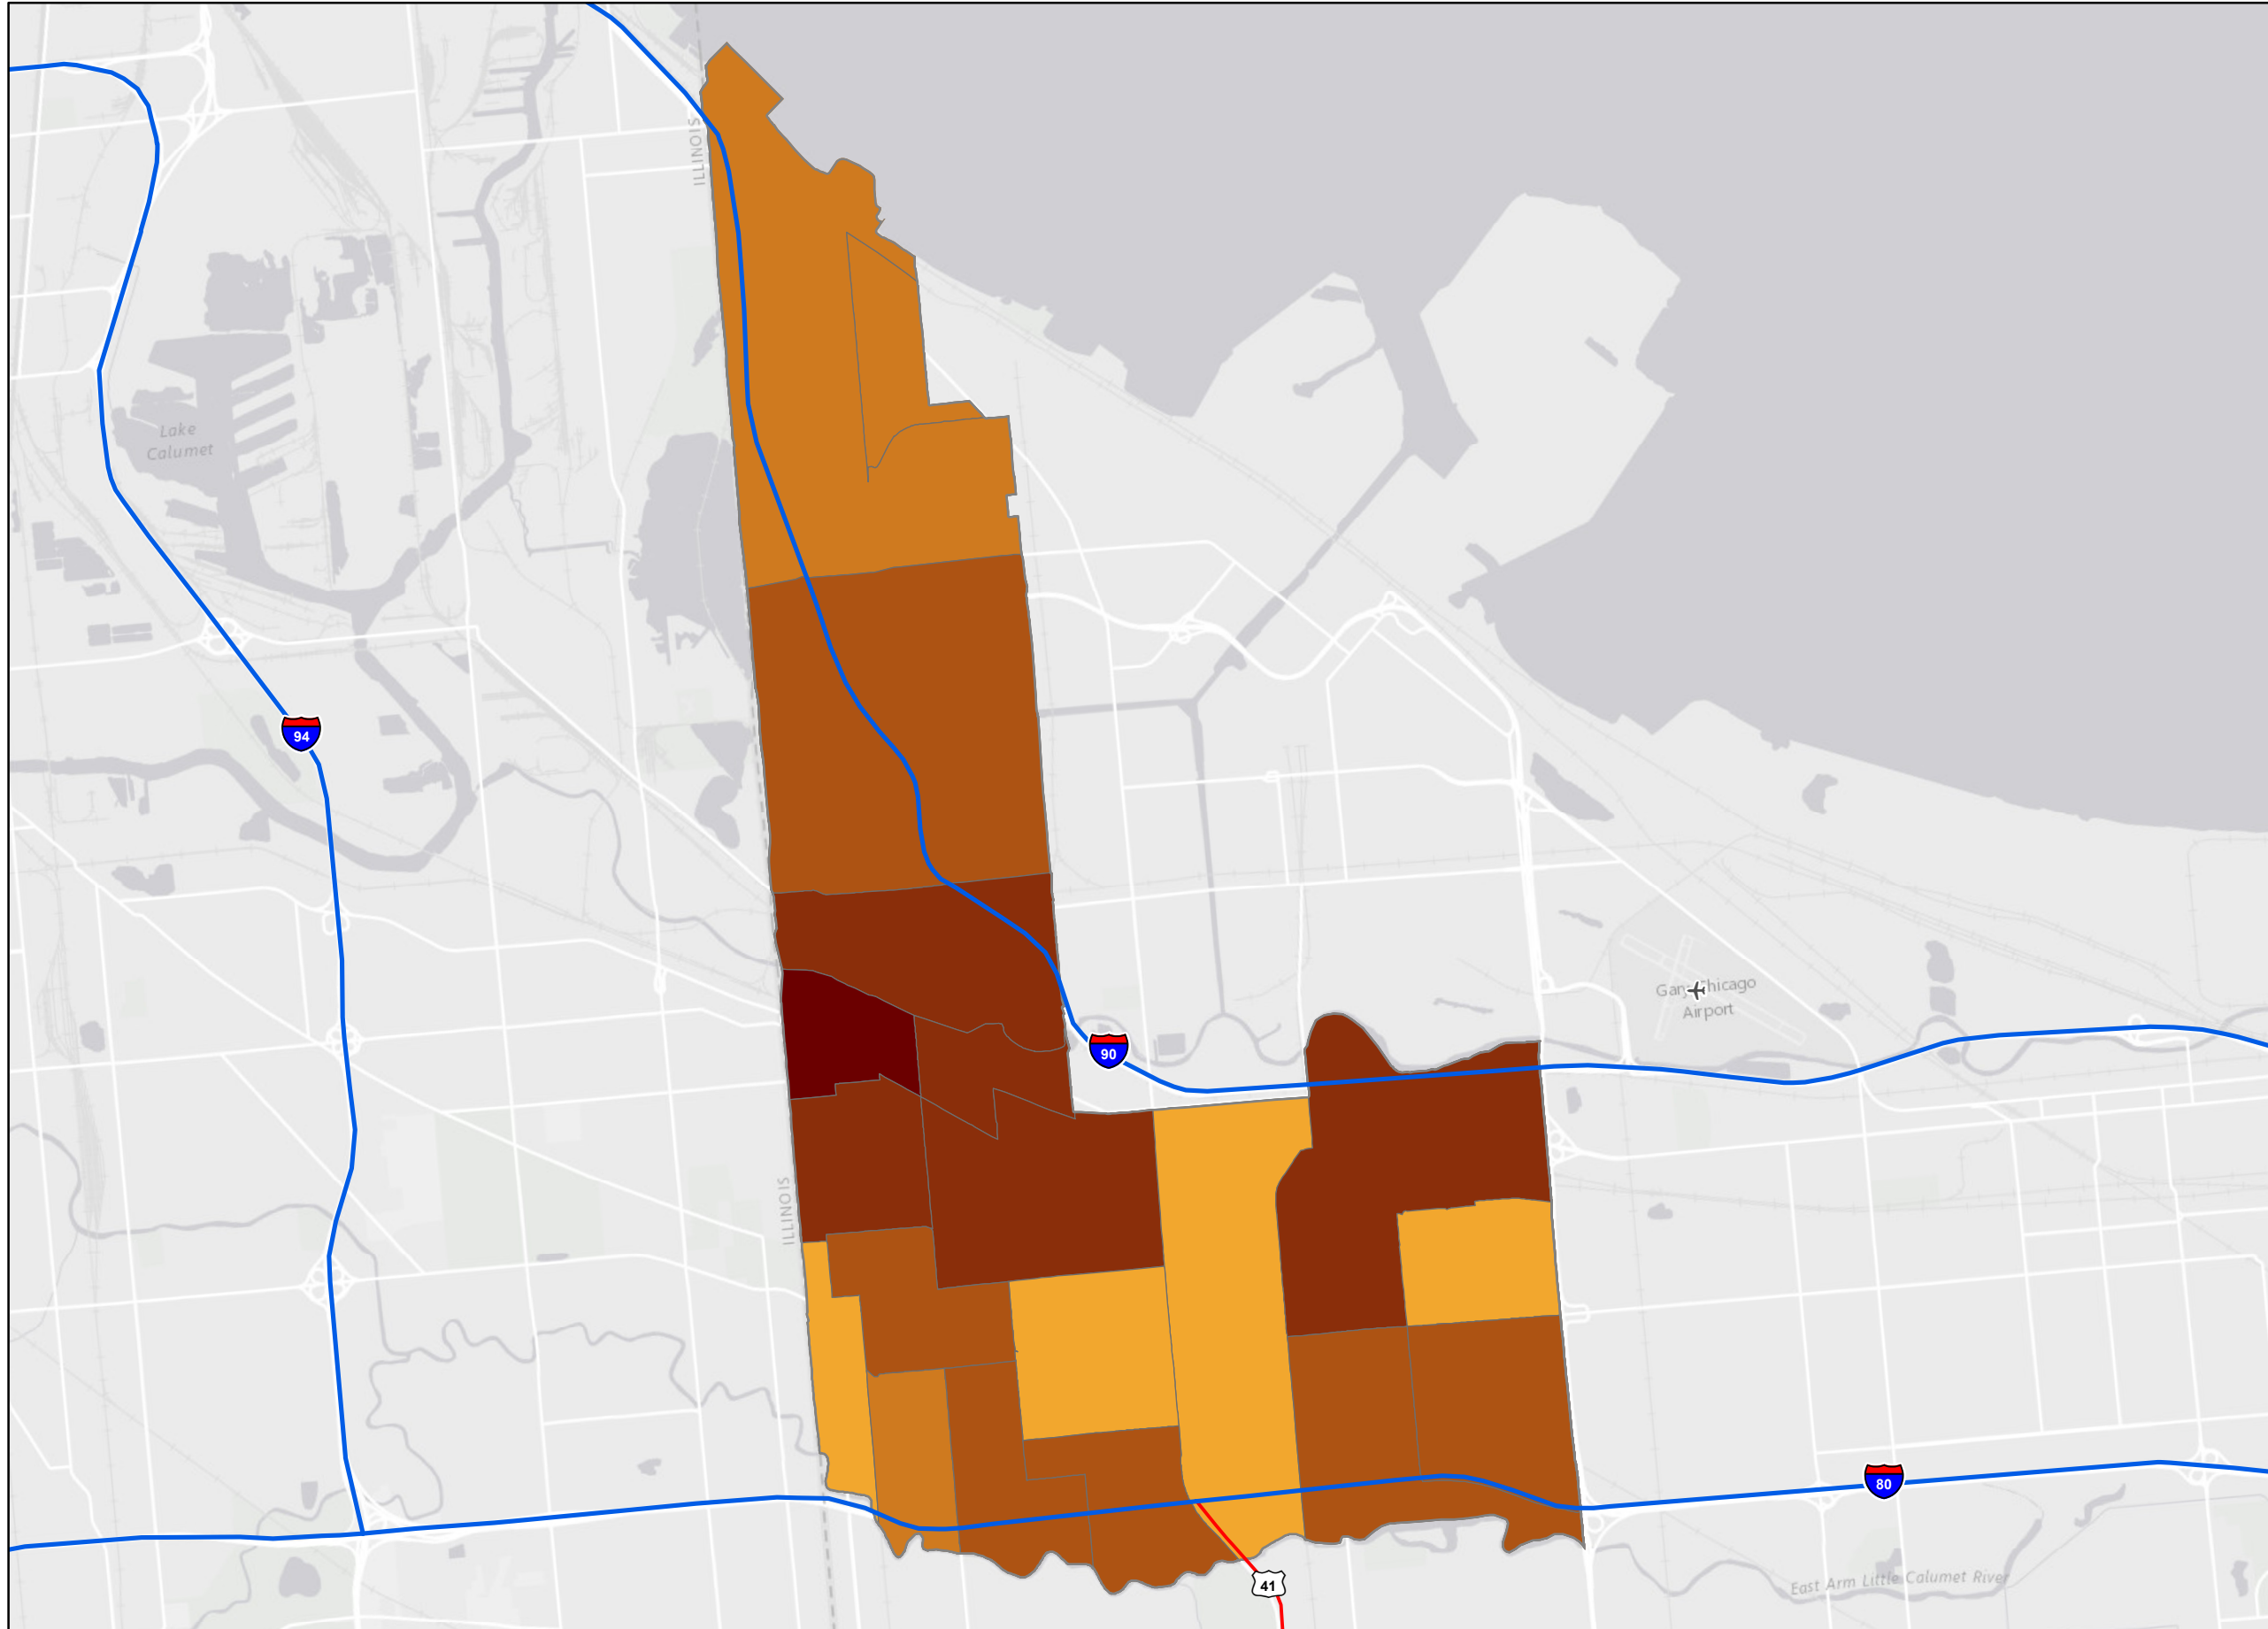 ILLINOIS
Lake
Calumet
94
Gary Chicago
Airport
90
ILLINOIS
80
41
East Arm Little Calumet River